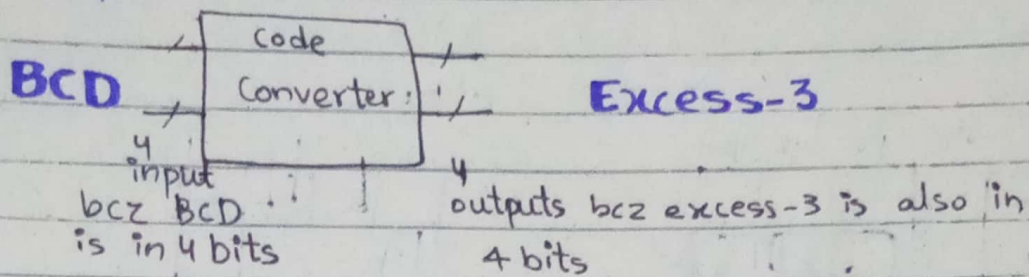 Code
BCD Converter: Excess-3
4 4
input outputs bcz excess-3 is also in
bcz BCD
is in 4 bits 4 bits